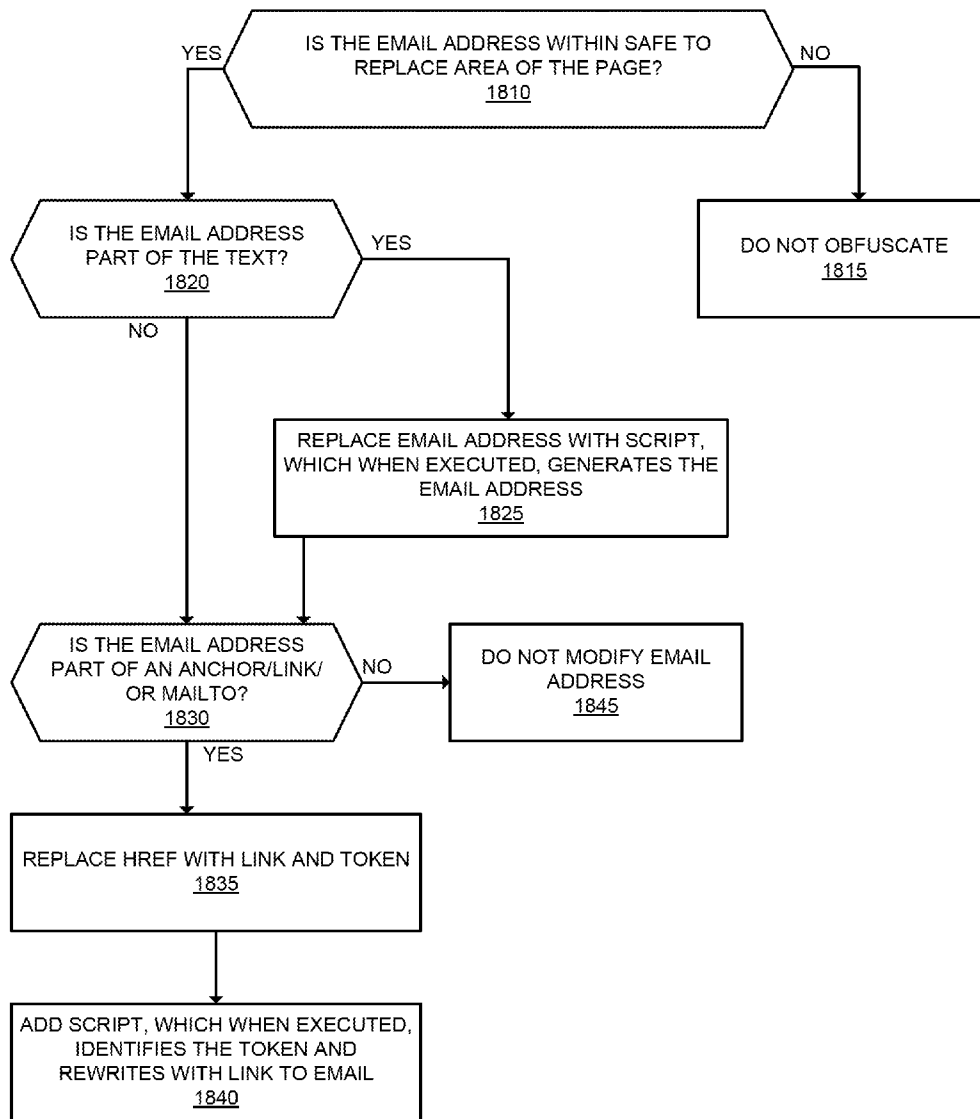 IS THE EMAIL ADDRESS WITHIN SAFE TO
REPLACE AREA OF THE PAGE?
1810
YES
NO
IS THE EMAIL ADDRESS
PART OF THE TEXT?
1820
YES
NO
DO NOT OBFUSCATE
1815
REPLACE EMAIL ADDRESS WITH SCRIPT,
WHICH WHEN EXECUTED, GENERATES THE
EMAIL ADDRESS
1825
IS THE EMAIL ADDRESS
PART OF AN ANCHOR/LINK/
OR MAILTO?
1830
NO
YES
DO NOT MODIFY EMAIL
ADDRESS
1845
REPLACE HREF WITH LINK AND TOKEN
1835
ADD SCRIPT, WHICH WHEN EXECUTED,
IDENTIFIES THE TOKEN AND
REWRITES WITH LINK TO EMAIL
1840